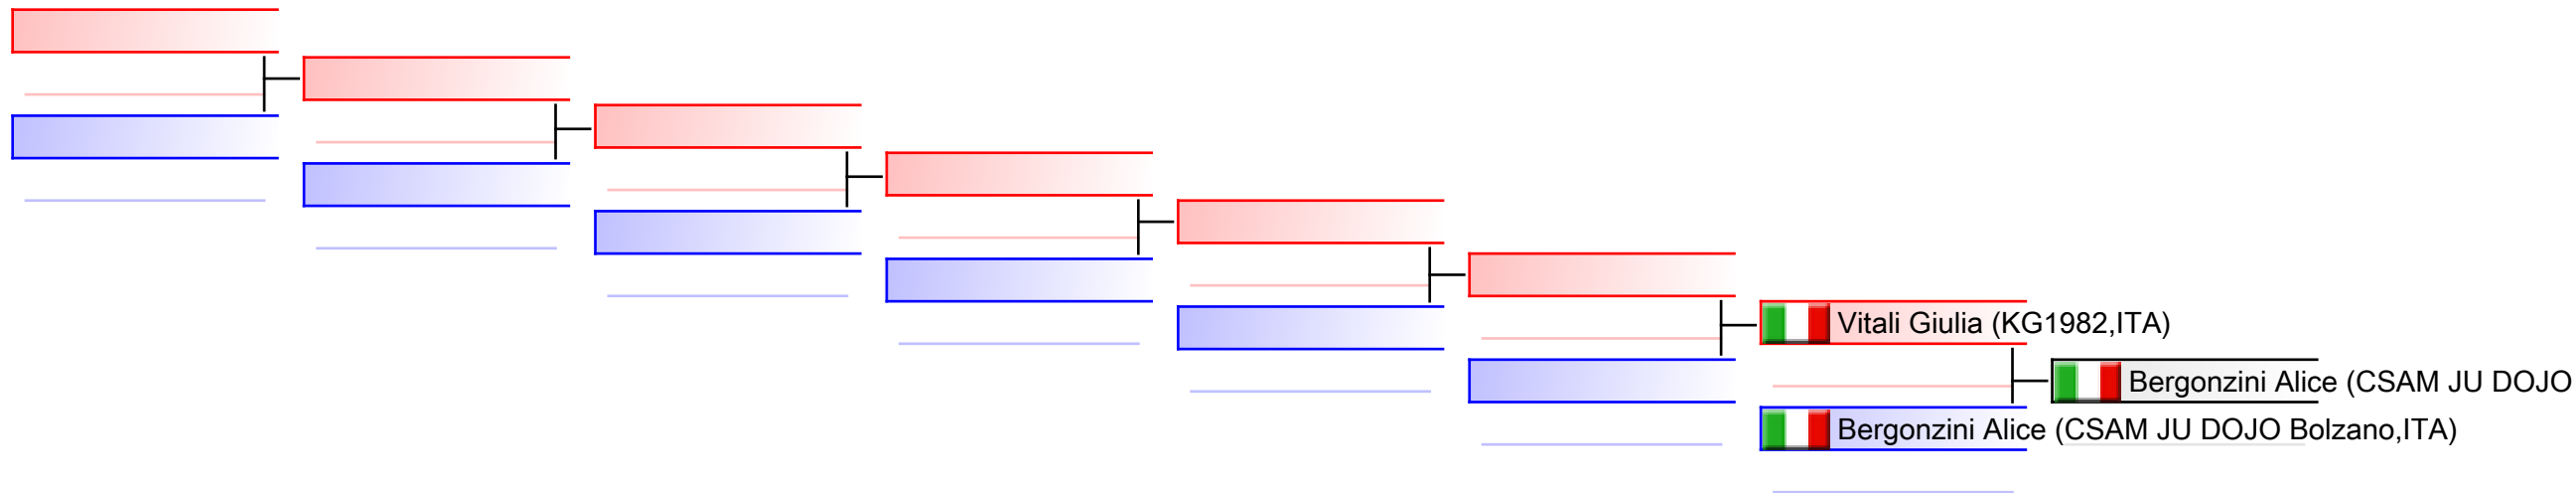 Vitali Giulia (KG1982,ITA)
Bergonzini Alice (CSAM JU DOJO
Bergonzini Alice (CSAM JU DOJO Bolzano,ITA)